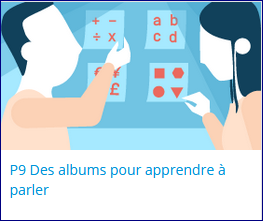 + - a b
÷ x c d
€ ¥
£
P9 Des albums pour apprendre à
parler